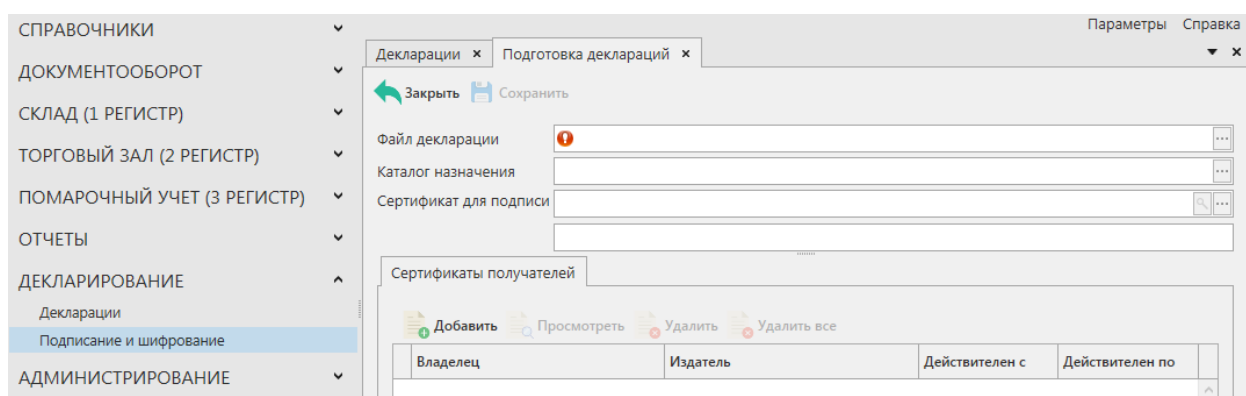 СПРАВОЧНИКИ
ДОКУМЕНТООБОРОТ
СКЛАД (1 РЕГИСТР)
ТОРГОВЫЙ ЗАЛ (2 РЕГИСТР)
ПОМАРОЧНЫЙ УЧЕТ (3 РЕГИСТР)
ОТЧЕТЫ
ДЕКЛАРИРОВАНИЕ
Декларации
Подписание и шифрование
АДМИНИСТРИРОВАНИЕ
Параметры Справка
Декларации Подготовка деклараций
Закрыть Сохранить
Файл декларации
Каталог назначения
Сертификат для подписи
Сертификаты получателей
Добавить Просмотреть Удалить Удалить все
Владелец Издатель Действителен с Действителен по